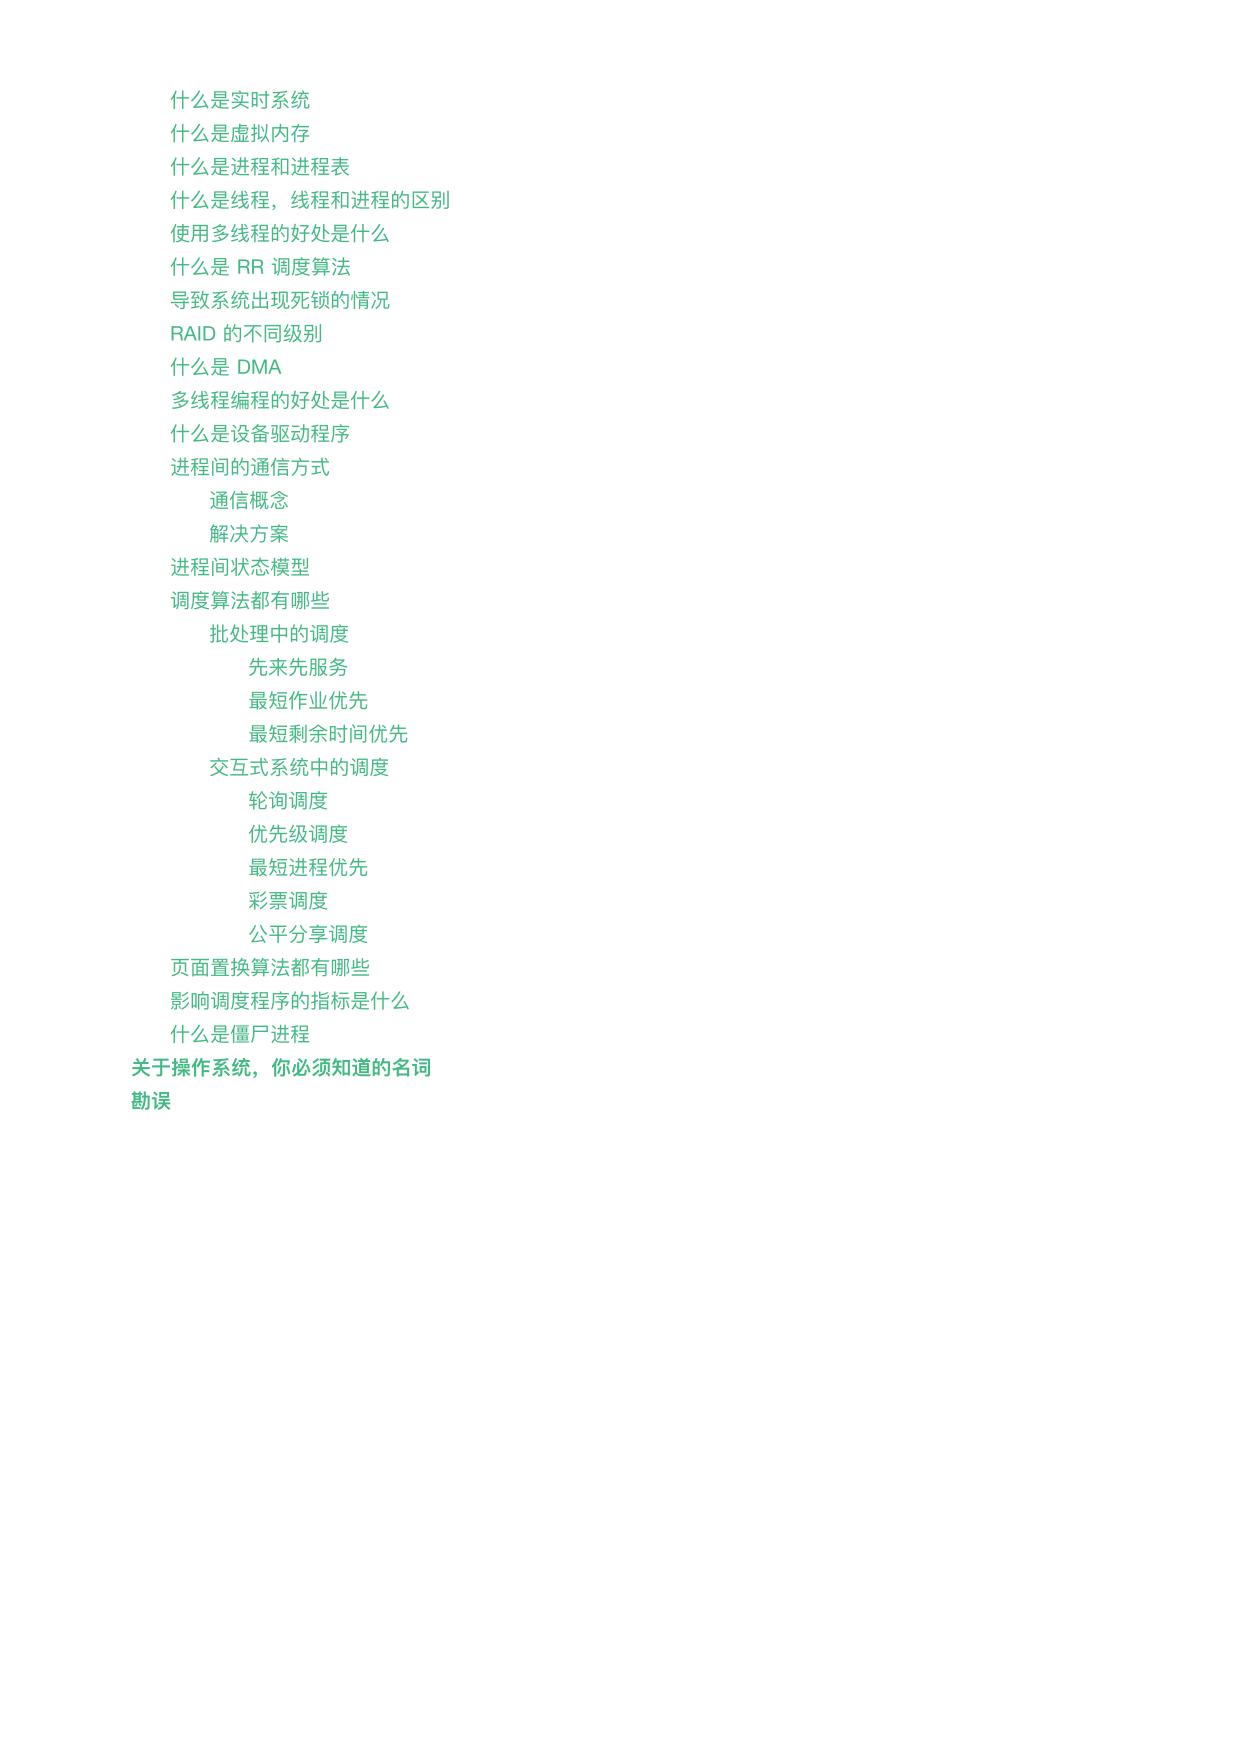 什么是实时系统
什么是虚拟内存
什么是进程和进程表
什么是线程，线程和进程的区别
使用多线程的好处是什么
什么是 RR 调度算法
导致系统出现死锁的情况
RAID 的不同级别
什么是 DMA
多线程编程的好处是什么
什么是设备驱动程序
进程间的通信方式
通信概念
解决方案
进程间状态模型
调度算法都有哪些
批处理中的调度
先来先服务
最短作业优先
最短剩余时间优先
交互式系统中的调度
轮询调度
优先级调度
最短进程优先
彩票调度
公平分享调度
页面置换算法都有哪些
影响调度程序的指标是什么
什么是僵尸进程
关于操作系统，你必须知道的名词
勘误